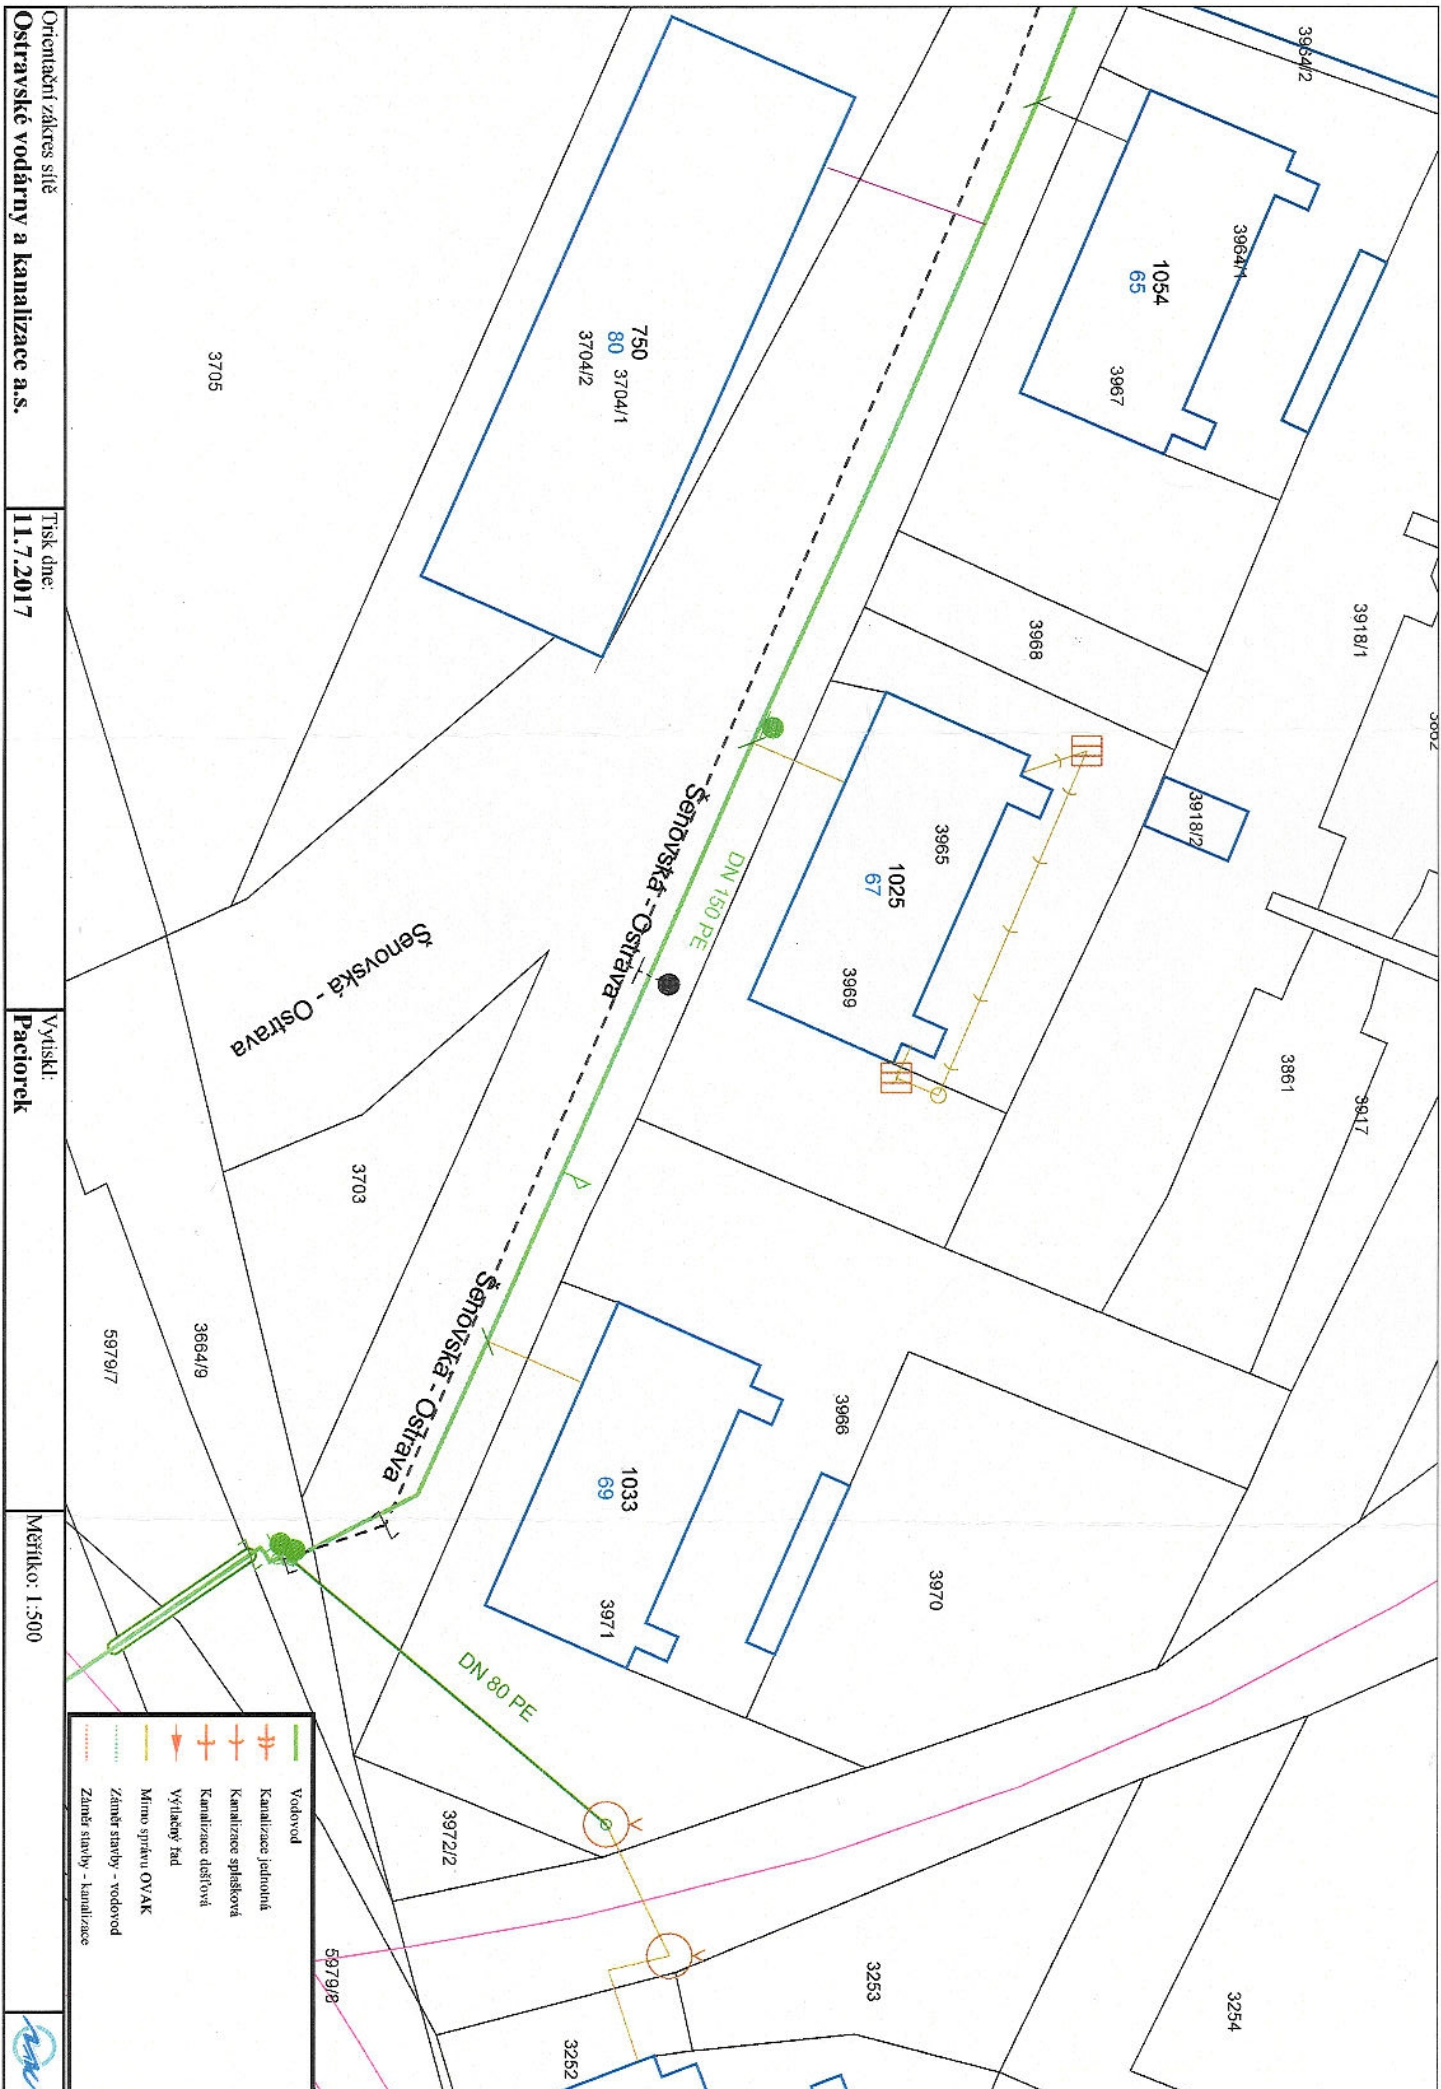 3964/2
3964/1
1054
65
3967
3918/1
3968
750
80
3704/1
3704/2
3705
3918/2
3965
1025
67
3969
3861
3917
DN 150 PE
Šenovská - Ostrava
Šenovská - Ostrava
3703
Šenovská - Ostrava
3966
1033
69
3971
3970
3664/9
5979/7
DN 80 PE
3972/2
5979/8
3253
3254
3252
Vodovod
Kanalizace jednotná
Kanalizace splašková
Kanalizace dešťová
Výtlačný řad
Mimo správu OVAK
Záměr stavby - vodovod
Záměr stavby - kanalizace
Orientační zákres sítě
Ostravské vodárny a kanalizace a.s.
Tisk dne:
11.7.2017
Vytiskl:
Paciorek
Měřítko: 1:500